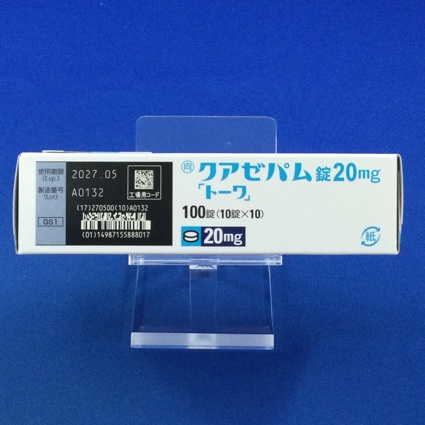 使用期限
(Exp.)
2027.05
製造番号
(Lot)
A0132
工場用コード
GS1
(17)270500(10)A0132
(01)14987155888017
向 クアゼパム錠20mg
「トーワ」
100錠(10錠×10)
20mg
紙